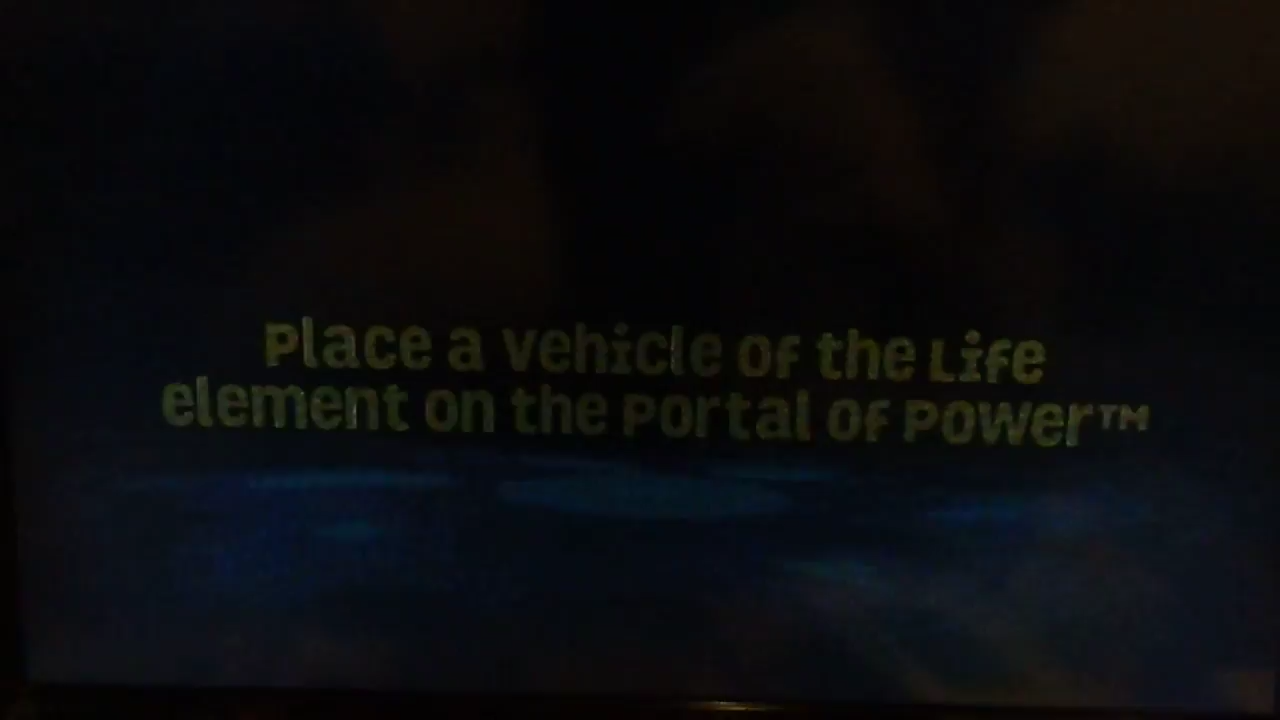 Place a vehicle of the Life
element on the Portal of Power™